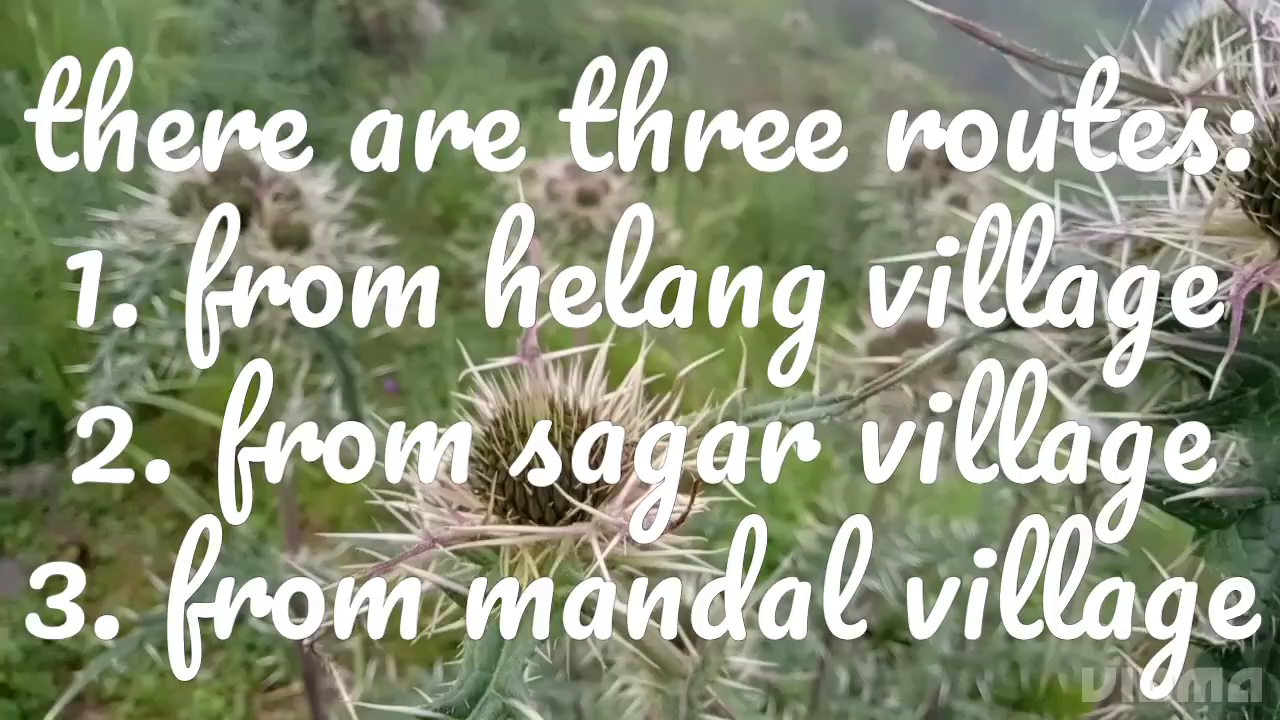 there are three routes:
1. from helang village
2. from sagar village
3. from mandal village